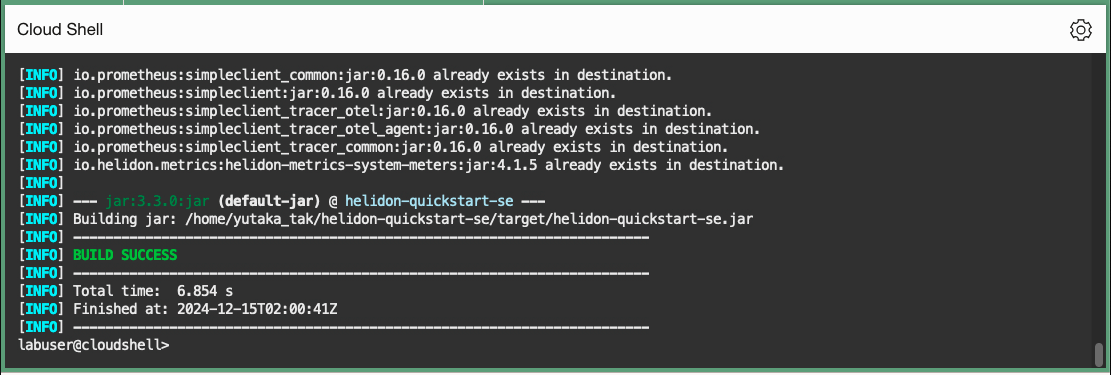 Cloud Shell
[INFO] io.prometheus:simpleclient_common:jar:0.16.0 already exists in destination.
[INFO] io.prometheus:simpleclient:jar:0.16.0 already exists in destination.
[INFO] io.prometheus:simpleclient_tracer_otel:jar:0.16.0 already exists in destination.
[INFO] io.prometheus:simpleclient_tracer_otel_agent:jar:0.16.0 already exists in destination.
[INFO] io.prometheus:simpleclient_tracer_common:jar:0.16.0 already exists in destination.
[INFO] io.helidon.metrics:helidon-metrics-system-meters:jar:4.1.5 already exists in destination.
[INFO]
[INFO] --- jar:3.3.0:jar (default-jar) @ helidon-quickstart-se ---
[INFO] Building jar: /home/yutaka_tak/helidon-quickstart-se/target/helidon-quickstart-se.jar
[INFO] ------------------------------------------------------------------------
[INFO] BUILD SUCCESS
[INFO] ------------------------------------------------------------------------
[INFO] Total time:  6.854 s
[INFO] Finished at: 2024-12-15T02:00:41Z
[INFO] ------------------------------------------------------------------------
labuser@cloudshell>